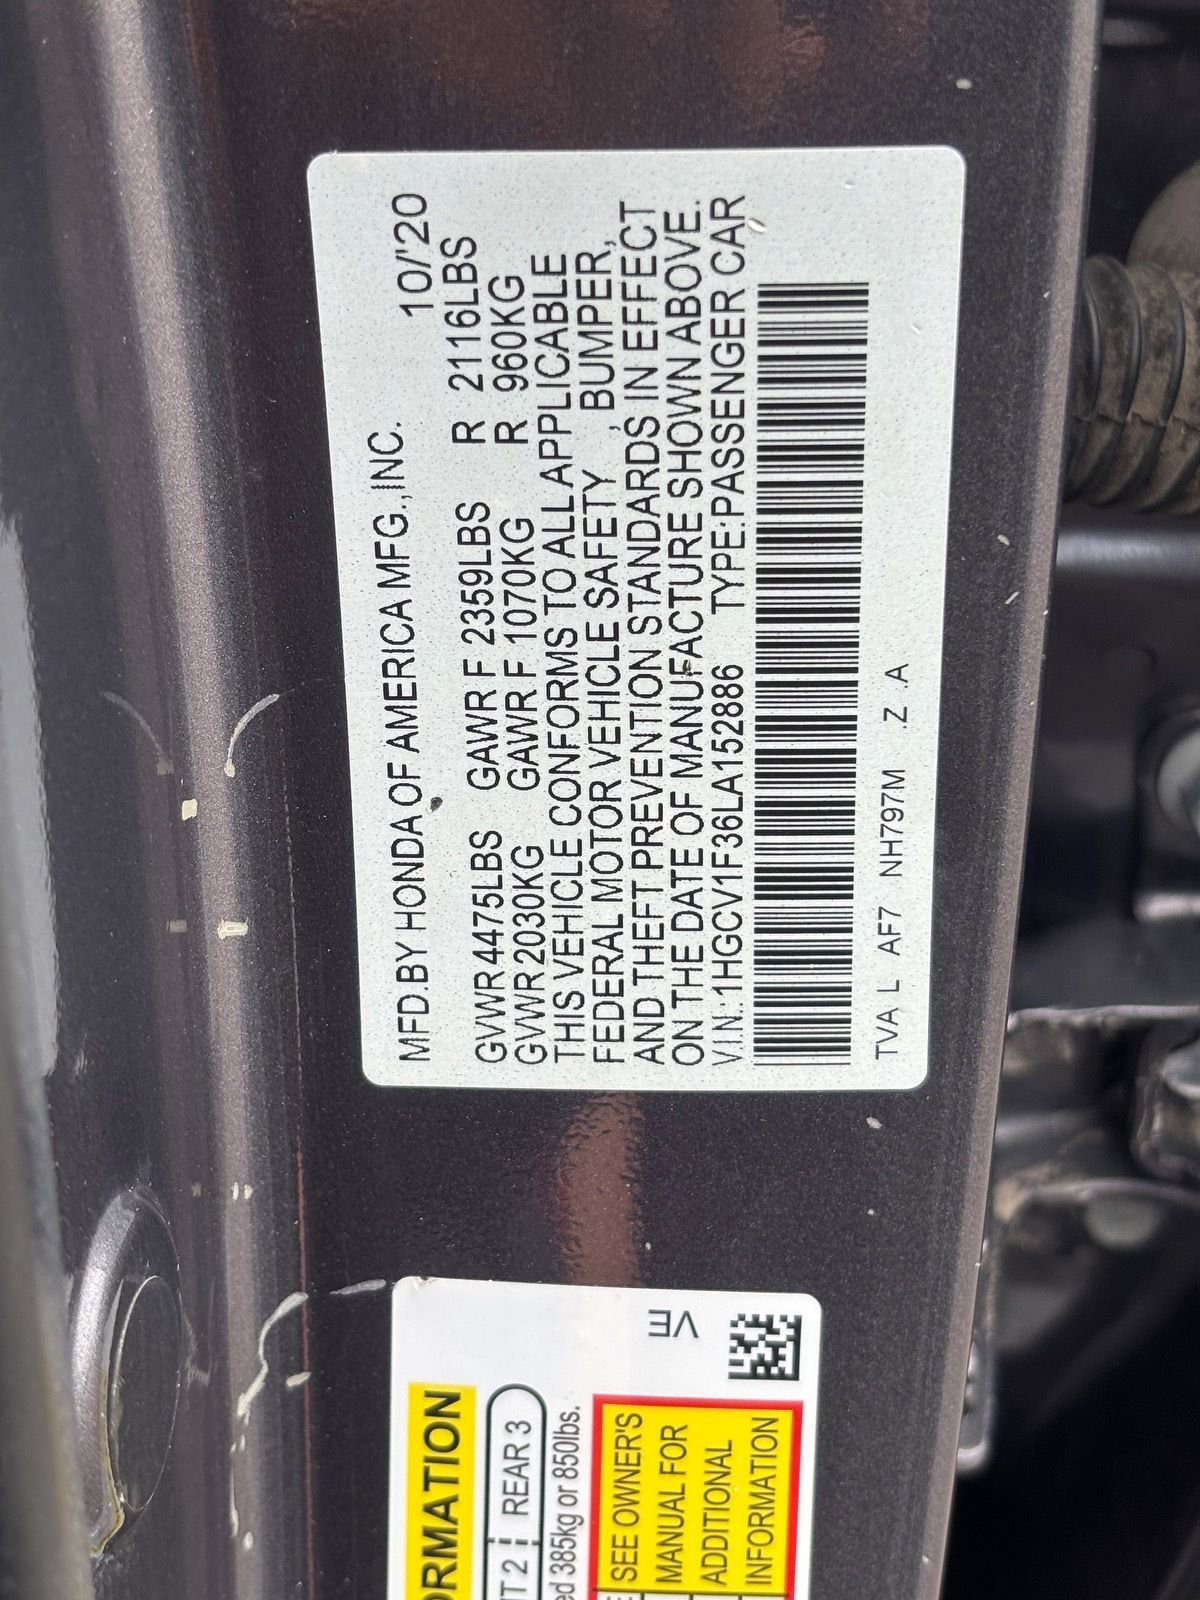 MFD.BY HONDA OF AMERICA MFG.,INC. 10/'20
GVWR 4475LBS GAWR F 2359LBS R 2116LBS
GVWR 2030KG GAWR F 1070KG R 960KG
THIS VEHICLE CONFORMS TO ALL APPLICABLE
FEDERAL MOTOR VEHICLE SAFETY , BUMPER,
AND THEFT PREVENTION STANDARDS IN EFFECT
ON THE DATE OF MANUFACTURE SHOWN ABOVE.
V.I.N.:1HGCV1F36LA152886 TYPE:PASSENGER CAR
TVA L AF7 NH797M .Z .A
VE
REAR 3
2
385kg or 850lbs.
SEE OWNER'S
MANUAL FOR
ADDITIONAL
INFORMATION